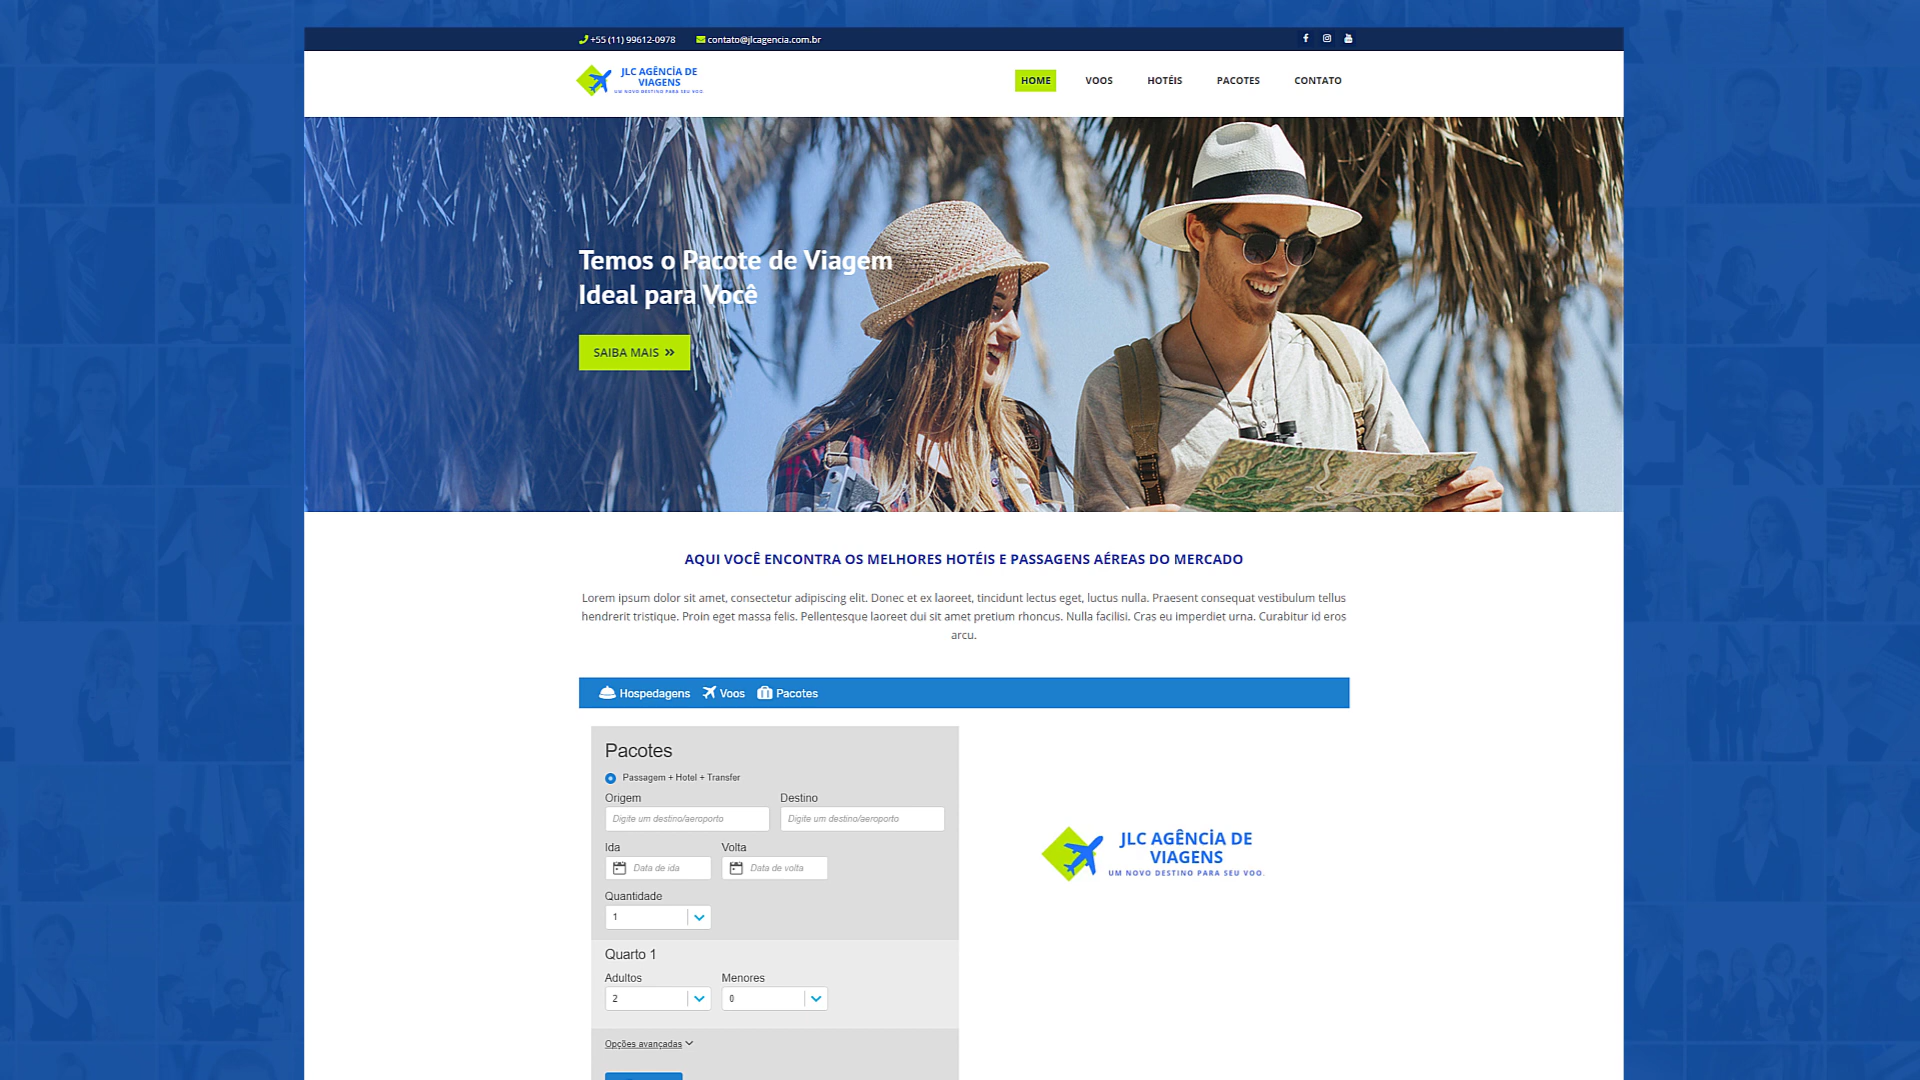 +55 (11) 99612-0978 contato@jlcagencia.com.br
JLC AGÊNCİA DE
VIAGENS
UM NOVO DESTINO PARA SEU VOO.
HOME VOOS HOTÉIS PACOTES CONTATO
Temos o Pacote de Viagem
Ideal para Você
SAIBA MAIS »
AQUI VOCÊ ENCONTRA OS MELHORES HOTÉIS E PASSAGENS AÉREAS DO MERCADO
Lorem ipsum dolor sit amet, consectetur adipiscing elit. Donec et ex laoreet, tincidunt lectus eget, luctus nulla. Praesent consequat vestibulum tellus
hendrerit tristique. Proin eget massa felis. Pellentesque laoreet dui sit amet pretium rhoncus. Nulla facilisi. Cras eu imperdiet urna. Curabitur id eros
arcu.
Hospedagens Voos Pacotes
Pacotes
Passagem + Hotel + Transfer
Origem Destino
Digite um destino/aeroporto Digite um destino/aeroporto
Ida Volta
Data de ida Data de volta
Quantidade
1
Quarto 1
Adultos Menores
2 0
Opções avançadas
JLC AGÊNCİA DE
VIAGENS
UM NOVO DESTINO PARA SEU VOO.